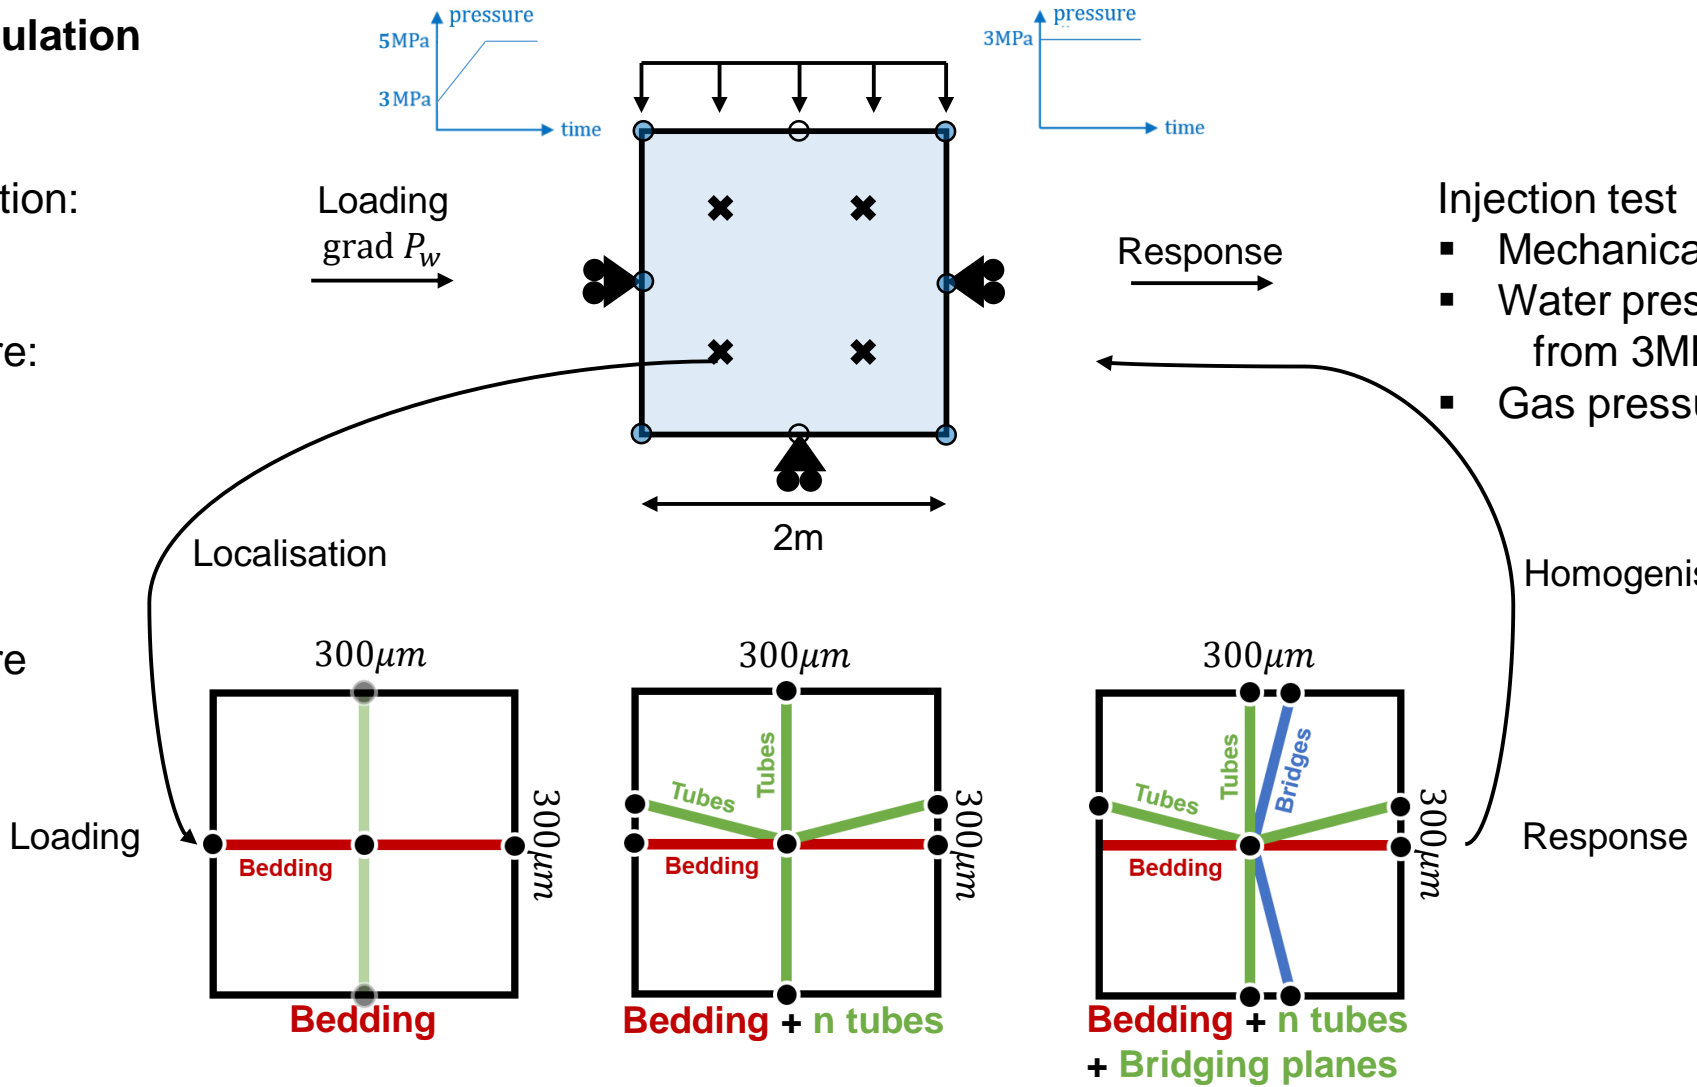 ulation
pressure
5MPa
3MPa
time
pressure
3MPa
time
tion:
Loading
grad P_w
Response
Injection test
▪ Mechanica
▪ Water pres
from 3M
▪ Gas pressu
re:
2m
Localisation
Homogenis
re
300μm
300μm
300μm
Loading
Bedding
300μm
Tubes
Tubes
Bedding
300μm
Tubes
Tubes
Bridges
Bedding
300μm
Response
Bedding
Bedding + n tubes
Bedding + n tubes
+ Bridging planes